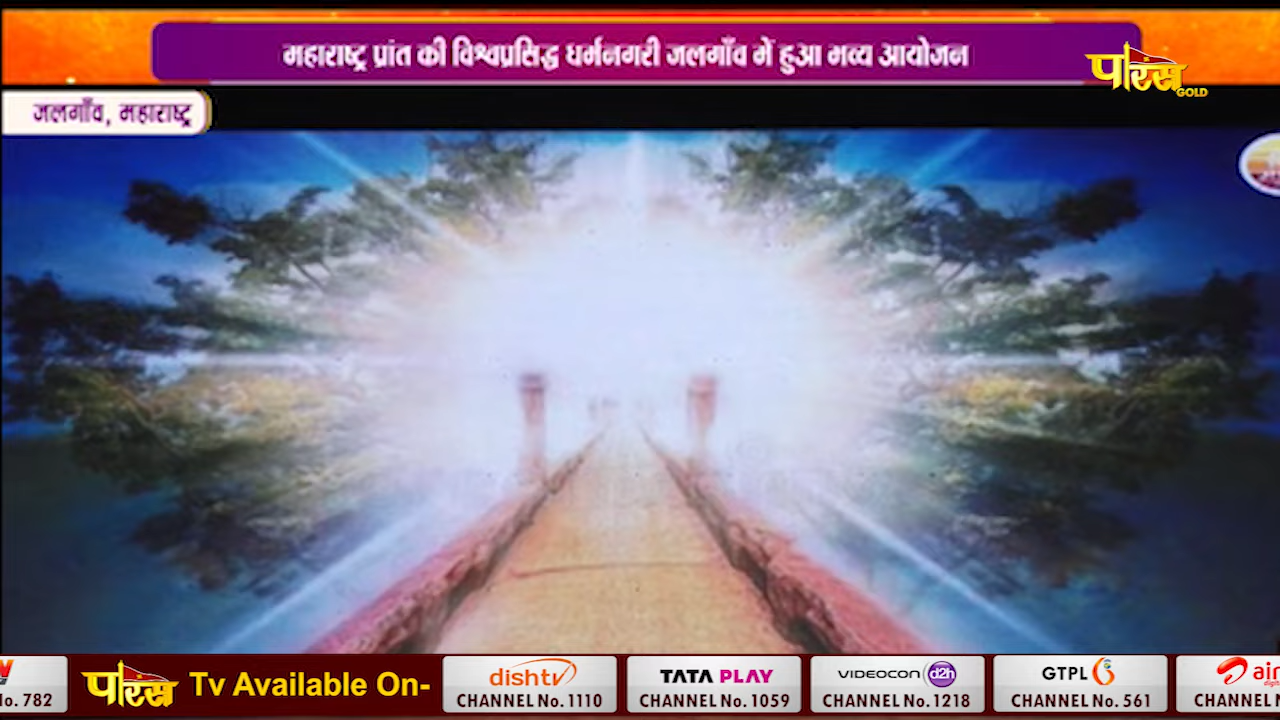 महाराष्ट्र प्रांत की विश्वप्रसिद्ध धर्मनगरी जलगाँव में हुआ भव्य आयोजन
पारस
GOLD
जलगाँव, महाराष्ट्र
No. 782
पारस Tv Available On-
dishtv
CHANNEL No. 1110
TATA PLAY
CHANNEL No. 1059
VIDEOCON d2h
CHANNEL No. 1218
GTPL
CHANNEL No. 561
air
digi
CHANNEL